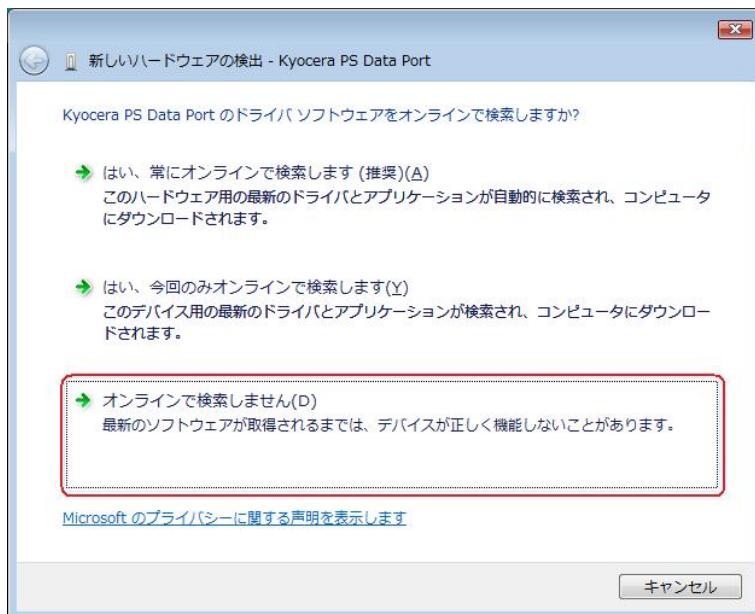 新しいハードウェアの検出 - Kyocera PS Data Port
Kyocera PS Data Port のドライバ ソフトウェアをオンラインで検索しますか?
はい、常にオンラインで検索します (推奨)(A)
このハードウェア用の最新のドライバとアプリケーションが自動的に検索され、コンピュータ
にダウンロードされます。
はい、今回のみオンラインで検索します(Y)
このデバイス用の最新のドライバとアプリケーションが検索され、コンピュータにダウンロー
ドされます。
オンラインで検索しません(D)
最新のソフトウェアが取得されるまでは、デバイスが正しく機能しないことがあります。
Microsoft のプライバシーに関する声明を表示します
キャンセル